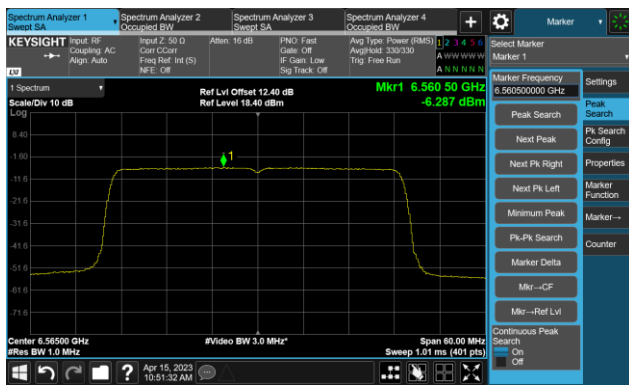 Spectrum Analyzer 1
Swept SA
Spectrum Analyzer 2
Occupied BW
Spectrum Analyzer 3
Swept SA
Spectrum Analyzer 4
Occupied BW
+
Marker
KEYSIGHT
Input: RF
Coupling: AC
Align: Auto
Input Z: 50 Ω
Corr CCorr
Freq Ref: Int (S)
NFE: Off
Atten: 16 dB
PNO: Fast
Gate: Off
IF Gain: Low
Sig Track: Off
Avg Type: Power (RMS)
Avg|Hold: 330/330
Trig: Free Run
1 2 3 4 5 6
A W W W W W
A N N N N N
LXI
Select Marker
Marker 1
1 Spectrum
Scale/Div 10 dB
Log
Ref Lvl Offset 12.40 dB
Ref Level 18.40 dBm
Mkr1 6.560 50 GHz
-6.287 dBm
8.40
-1.60
-11.6
-21.6
-31.6
-41.6
-51.6
-61.6
-71.6
1
Center 6.56500 GHz
#Res BW 1.0 MHz
#Video BW 3.0 MHz*
Span 60.00 MHz
Sweep 1.01 ms (401 pts)
Marker Frequency
6.560500000 GHz
Peak Search
Next Peak
Next Pk Right
Next Pk Left
Minimum Peak
Pk-Pk Search
Marker Delta
Mkr→CF
Mkr→Ref Lvl
Continuous Peak
Search
On
Off
Settings
Peak
Search
Pk Search
Config
Properties
Marker
Function
Marker→
Counter
?
Apr 15, 2023
10:51:32 AM